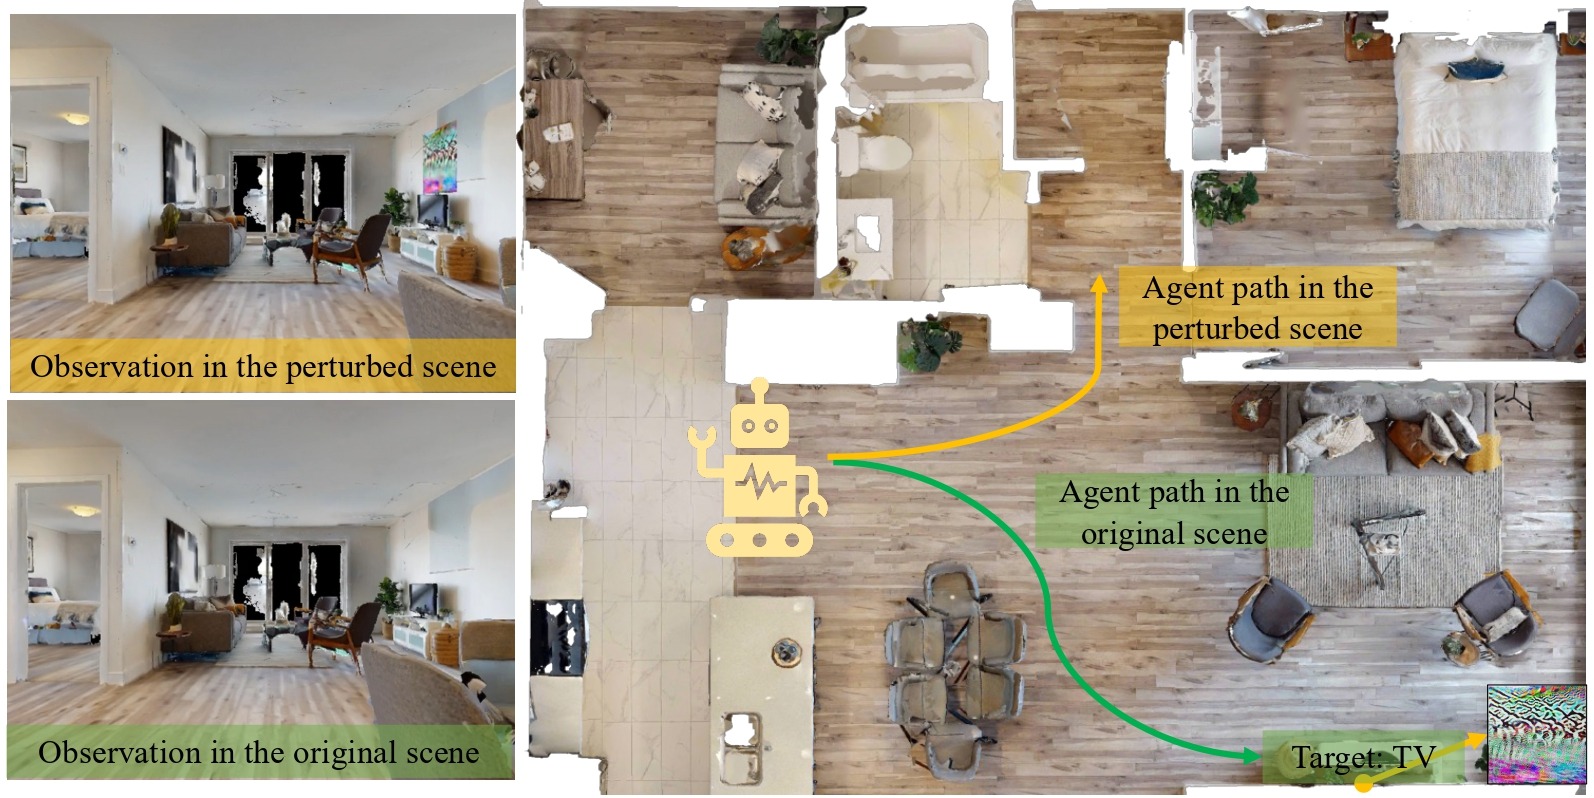 Observation in the perturbed scene
Observation in the original scene
Agent path in the
perturbed scene
Agent path in the
original scene
Target: TV